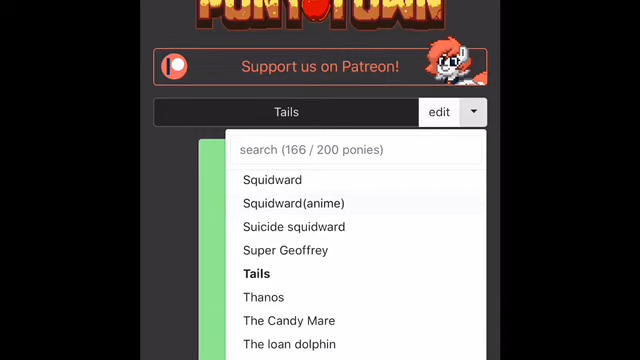 PONY TOWN
Support us on Patreon!
Tails
edit
search (166 / 200 ponies)
Squidward
Squidward(anime)
Suicide squidward
Super Geoffrey
Tails
Thanos
The Candy Mare
The loan dolphin